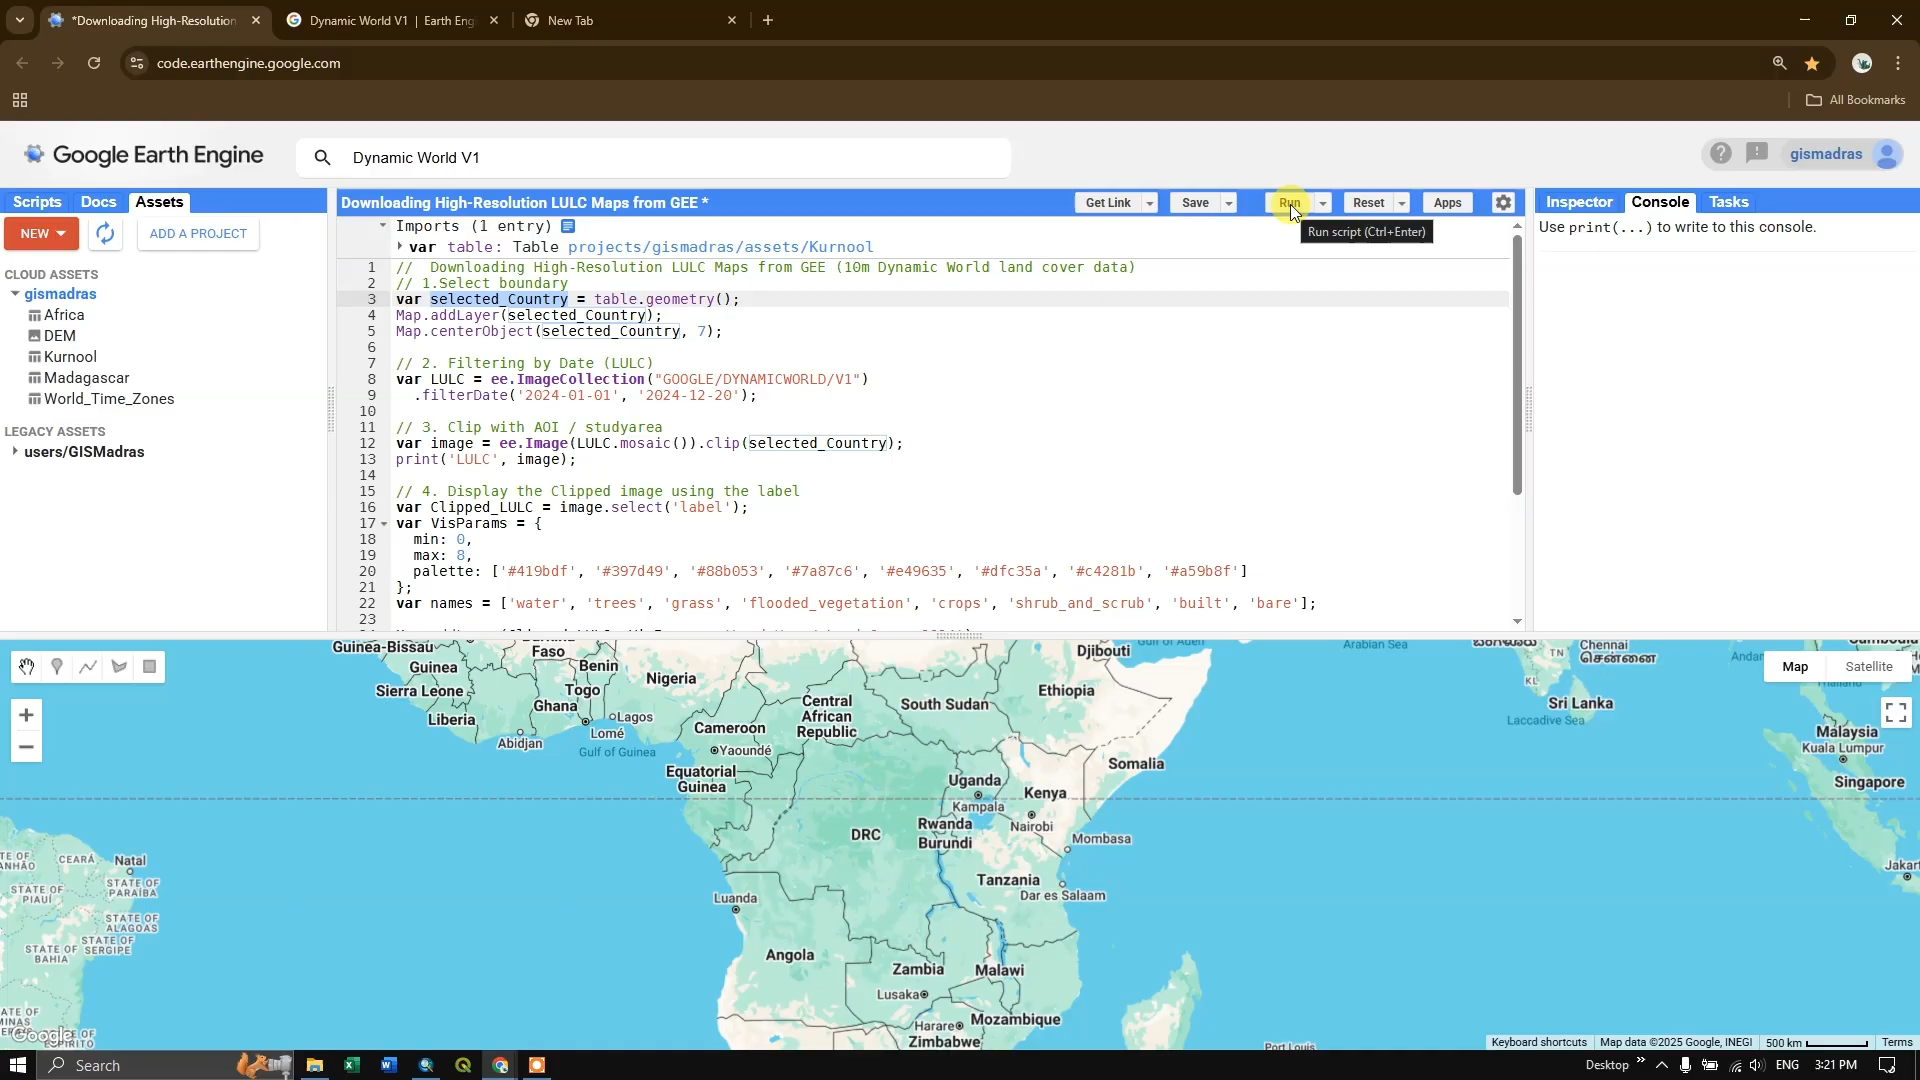 *Downloading High-Resolution
Dynamic World V1 | Earth Eng
New Tab
code.earthengine.google.com
All Bookmarks
Google Earth Engine
Dynamic World V1
gismadras
Scripts
Docs
Assets
NEW
ADD A PROJECT
CLOUD ASSETS
gismadras
Africa
DEM
Kurnool
Madagascar
World_Time_Zones
LEGACY ASSETS
users/GISMadras
Downloading High-Resolution LULC Maps from GEE *
Get Link
Save
Run
Reset
Apps
Run script (Ctrl+Enter)
Imports (1 entry)
var table: Table projects/gismadras/assets/Kurnool
1 //  Downloading High-Resolution LULC Maps from GEE (10m Dynamic World land cover data)
2 // 1.Select boundary
3 var selected_Country = table.geometry();
4 Map.addLayer(selected_Country);
5 Map.centerObject(selected_Country, 7);
6
7 // 2. Filtering by Date (LULC)
8 var LULC = ee.ImageCollection("GOOGLE/DYNAMICWORLD/V1")
9   .filterDate('2024-01-01', '2024-12-20');
10
11 // 3. Clip with AOI / studyarea
12 var image = ee.Image(LULC.mosaic()).clip(selected_Country);
13 print('LULC', image);
14
15 // 4. Display the Clipped image using the label
16 var Clipped_LULC = image.select('label');
17 var VisParams = {
18   min: 0,
19   max: 8,
20   palette: ['#419bdf', '#397d49', '#88b053', '#7a87c6', '#e49635', '#dfc35a', '#c4281b', '#a59b8f']
21 };
22 var names = ['water', 'trees', 'grass', 'flooded_vegetation', 'crops', 'shrub_and_scrub', 'built', 'bare'];
23
Inspector
Console
Tasks
Use print(...) to write to this console.
Guinea-Bissau
Guinea
Sierra Leone
Liberia
Faso
Benin
Togo
Ghana
Lagos
Lomé
Abidjan
Gulf of Guinea
Nigeria
Cameroon
Yaoundé
Equatorial
Guinea
Central
African
Republic
South Sudan
Ethiopia
Djibouti
Gulf of Aden
Somalia
Uganda
Kampala
Kenya
Nairobi
Rwanda
Burundi
Mombasa
DRC
Tanzania
Dar es Salaam
Luanda
Angola
Zambia
Lusaka
Malawi
Harare
Zimbabwe
Mozambique
Arabian Sea
Chennai
சென்னை
TN
KL
Sri Lanka
Laccadive Sea
Andar
Thailand
Malaysia
Kuala Lumpur
Singapore
Jakar
Port Louis
CEARÁ
Natal
STATE OF
PARAÍBA
STATE OF
ALAGOAS
STATE OF
SERGIPE
STATE OF
PIAUÍ
STATE OF
BAHIA
Map
Satellite
Google
Keyboard shortcuts
Map data ©2025 Google, INEGI
500 km
Terms
Search
Desktop
ENG
3:21 PM